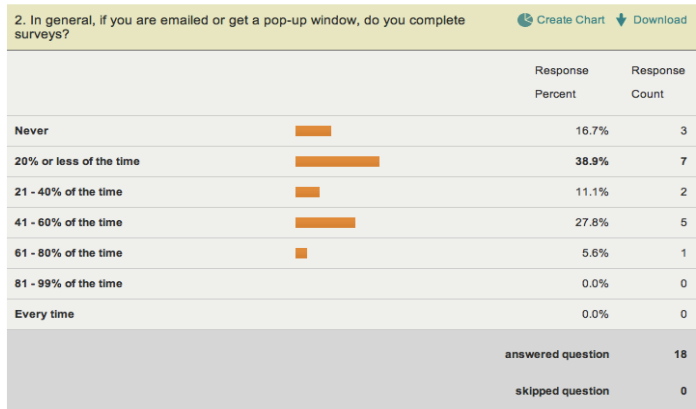 2. In general, if you are emailed or get a pop-up window, do you complete
surveys?
Create Chart Download
Response Response
Percent Count
Never 16.7% 3
20% or less of the time 38.9% 7
21 - 40% of the time 11.1% 2
41 - 60% of the time 27.8% 5
61 - 80% of the time 5.6% 1
81 - 99% of the time 0.0% 0
Every time 0.0% 0
answered question 18
skipped question 0